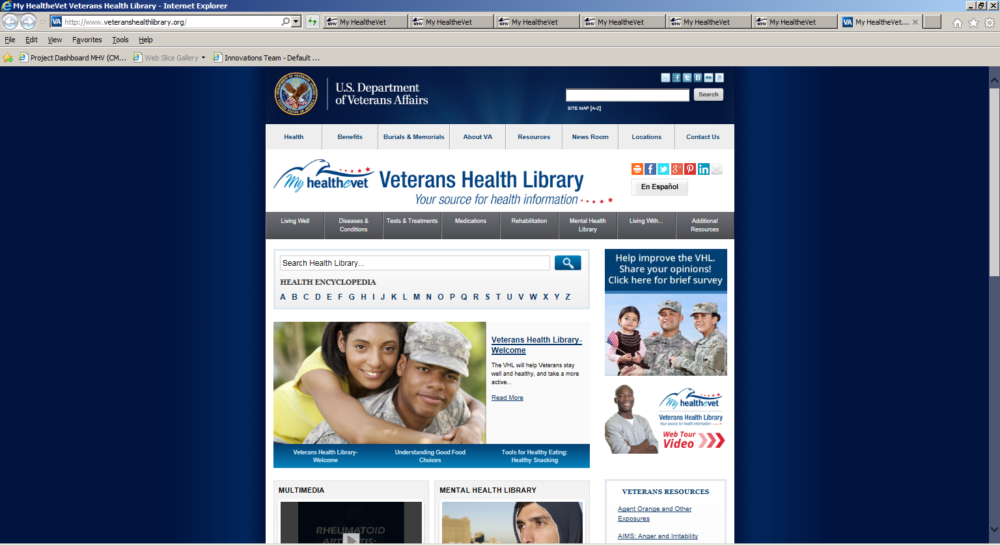 My HealtheVet Veterans Health Library - Internet Explorer
VA http://www.veteranshealthlibrary.org/
MHV My HealtheVet
MHV My HealtheVet
MHV My HealtheVet
MHV My HealtheVet
MHV My HealtheVet
MHV My HealtheVet
VA My HealtheVet...
File Edit View Favorites Tools Help
Project Dashboard MHV (CM... Web Slice Gallery Innovations Team - Default ...
U.S. Department
of Veterans Affairs
Search
SITE MAP [A-Z]
Health Benefits Burials & Memorials About VA Resources News Room Locations Contact Us
My healthevet Veterans Health Library
Your source for health information
En Español
Living Well
Diseases &
Conditions
Tests & Treatments
Medications
Rehabilitation
Mental Health
Library
Living With...
Additional
Resources
Search Health Library...
HEALTH ENCYCLOPEDIA
A B C D E F G H I J K L M N O P Q R S T U V W X Y Z
Help improve the VHL.
Share your opinions!
Click here for brief survey
Veterans Health Library-
Welcome
The VHL will help Veterans stay
well and healthy, and take a more
active...
Read More
Veterans Health Library-
Welcome
Understanding Good Food
Choices
Tools for Healthy Eating:
Healthy Snacking
My healthevet
Veterans Health Library
Your source for health information
Web Tour
Video
MULTIMEDIA
RHEUMATOID
MENTAL HEALTH LIBRARY
VETERANS RESOURCES
Agent Orange and Other
Exposures
AIMS: Anger and Irritability